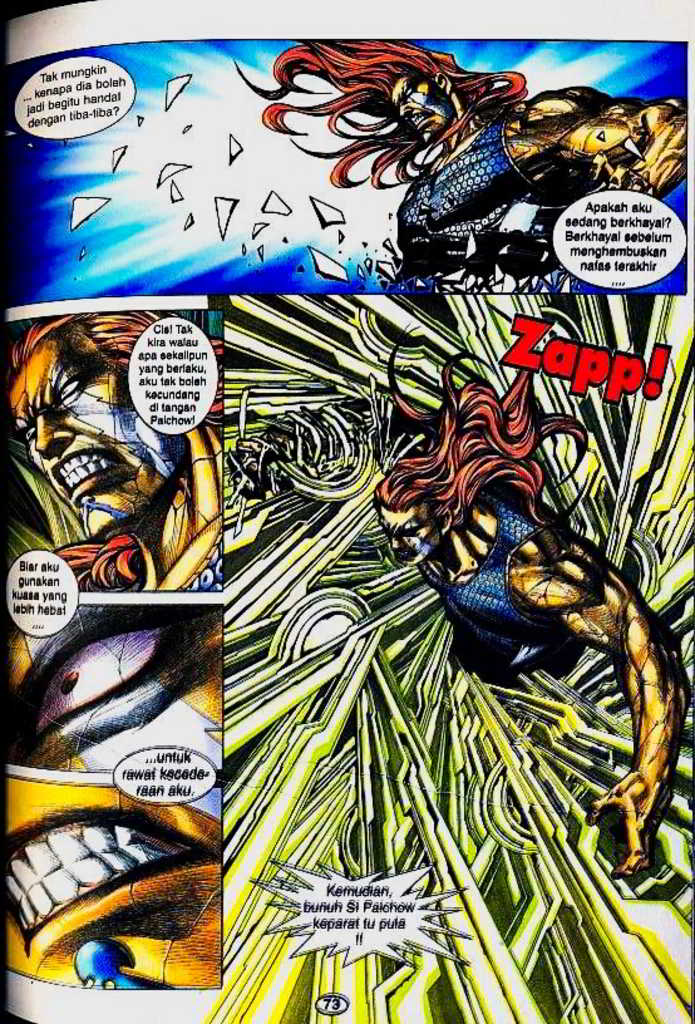 Tak mungkin
... kenapa dia boleh
jadi begitu handal
dengan tiba-tiba?
Apakah aku
sedang berkhayal?
Berkhayal sebelum
menghembuskan
nafas terakhir
....
Cis! Tak
kira walau
apa sekalipun
yang berlaku,
aku tak boleh
kecundang
di tangan
Paichow!
Zapp!
Biar aku
gunakan
kuasa yang
lebih hebat
....
...untuk
rawat kecede-
raan aku.
Kemudian,
bunuh Si Paichow
keparat tu pula
!!
73